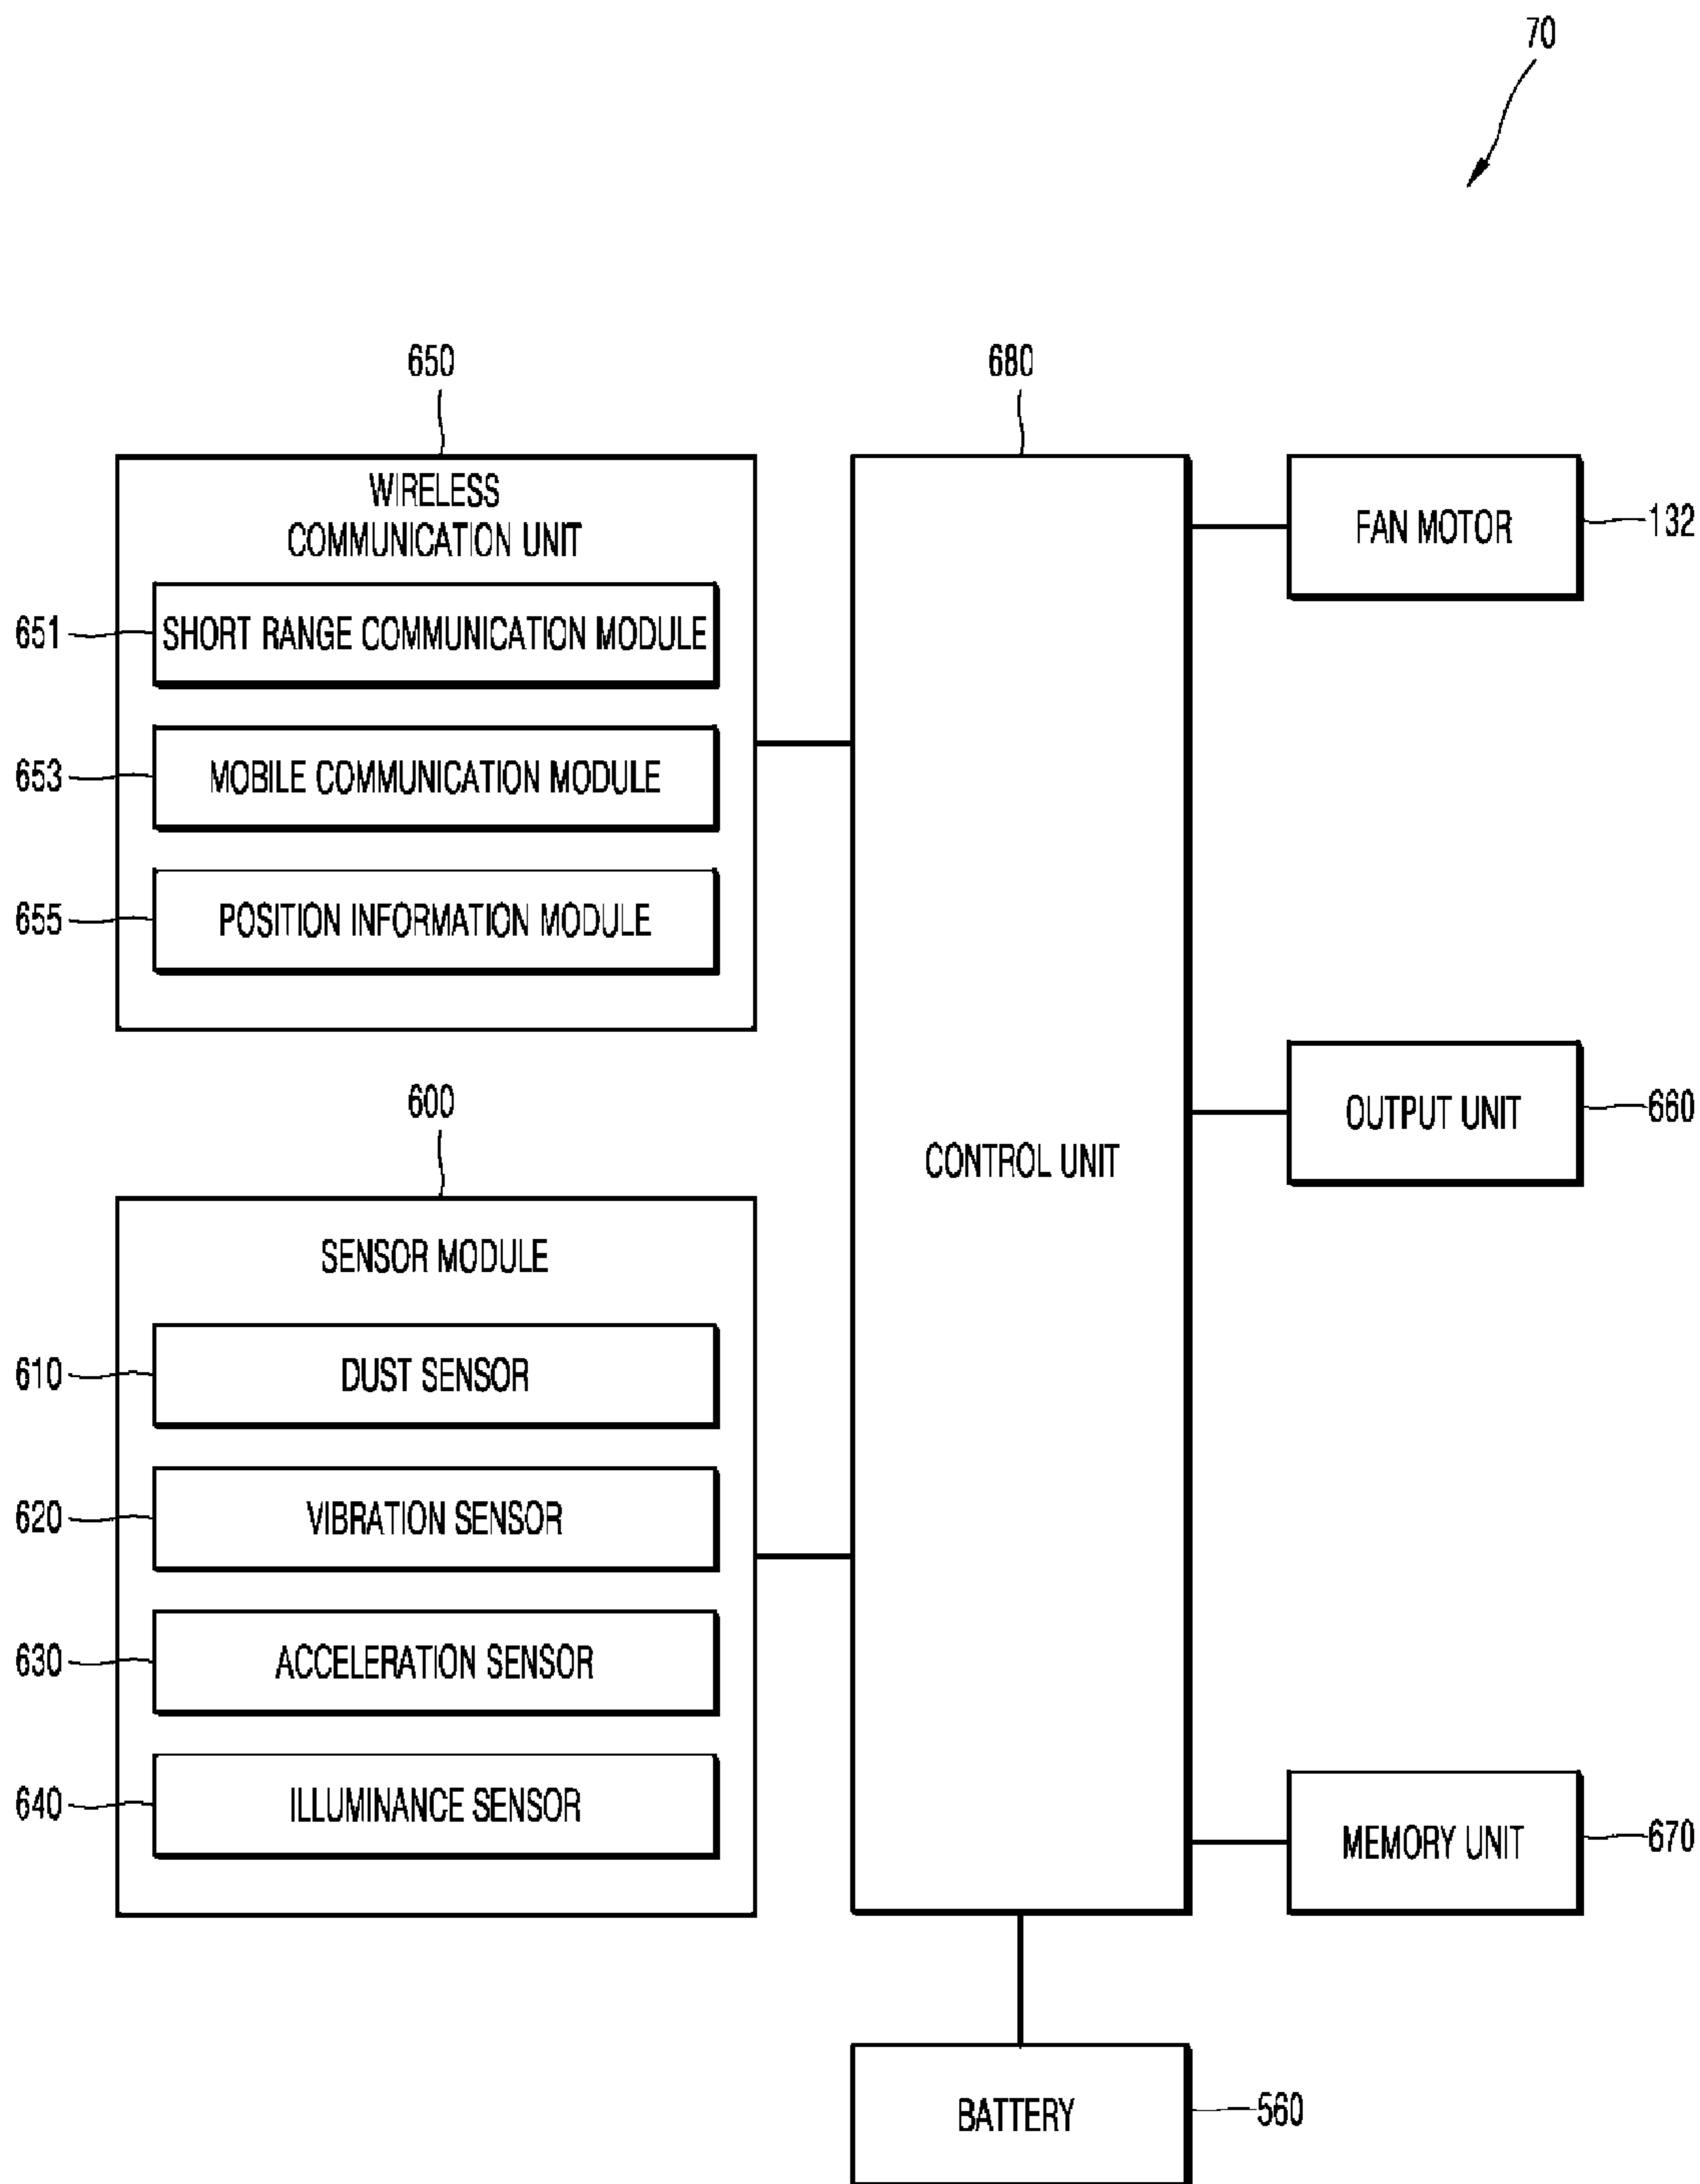 70
650
680
WIRELESS
COMMUNICATION UNIT
FAN MOTOR
132
651
SHORT RANGE COMMUNICATION MODULE
653
MOBILE COMMUNICATION MODULE
655
POSITION INFORMATION MODULE
600
OUTPUT UNIT
660
CONTROL UNIT
SENSOR MODULE
610
DUST SENSOR
620
VIBRATION SENSOR
630
ACCELERATION SENSOR
640
ILLUMINANCE SENSOR
MEMORY UNIT
670
BATTERY
560